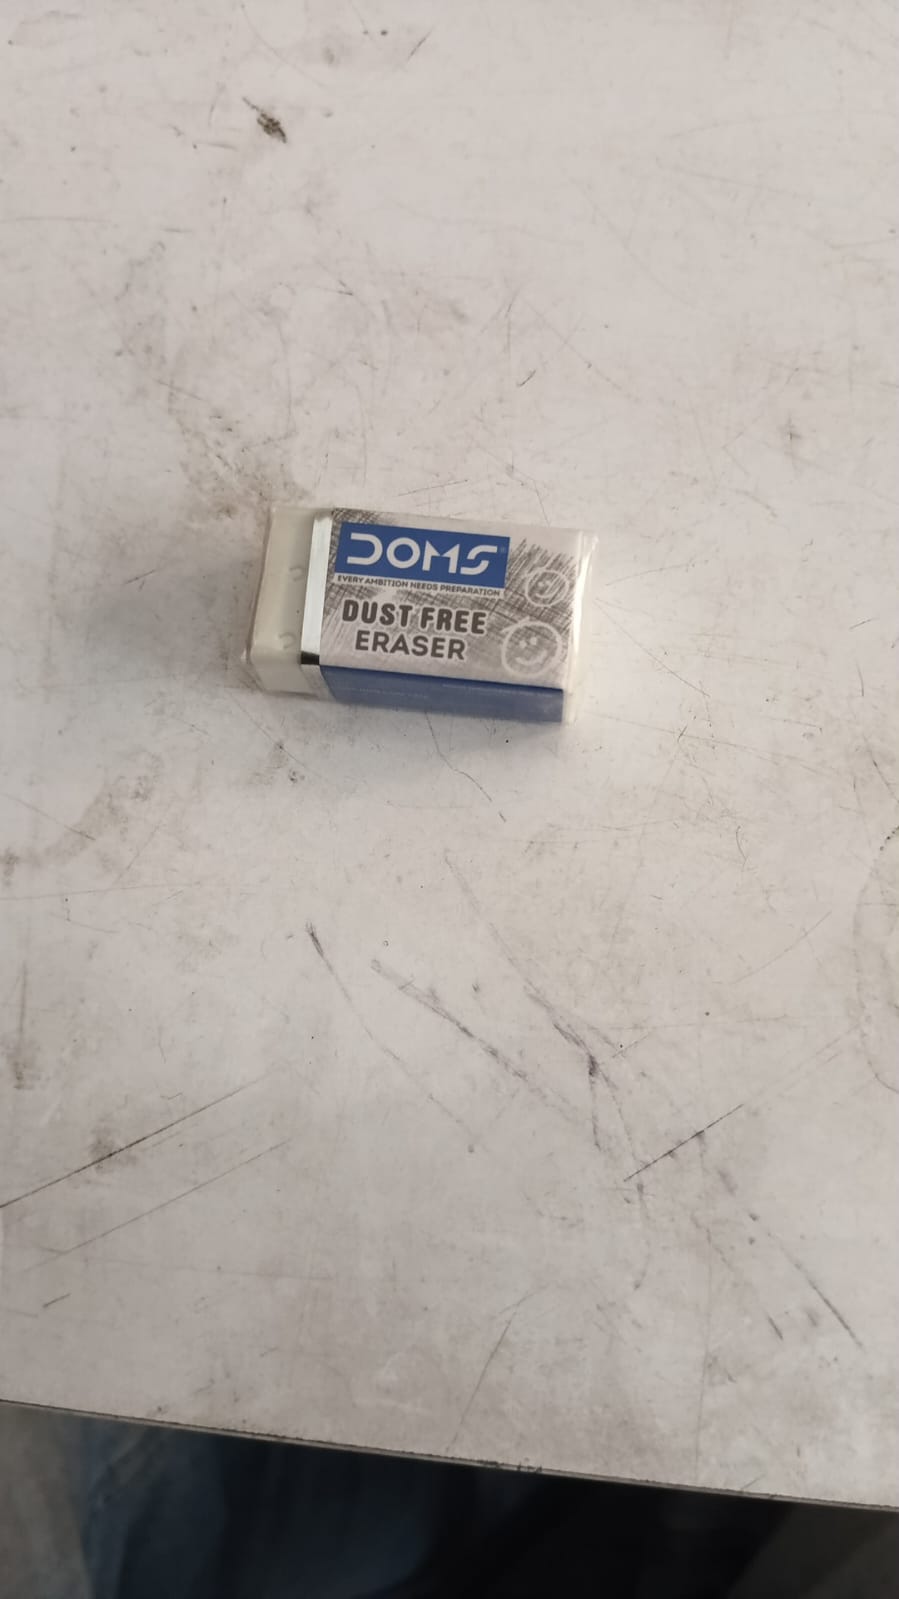 DOMS
EVERY AMBITION NEEDS PREPARATION
DUST FREE
ERASER